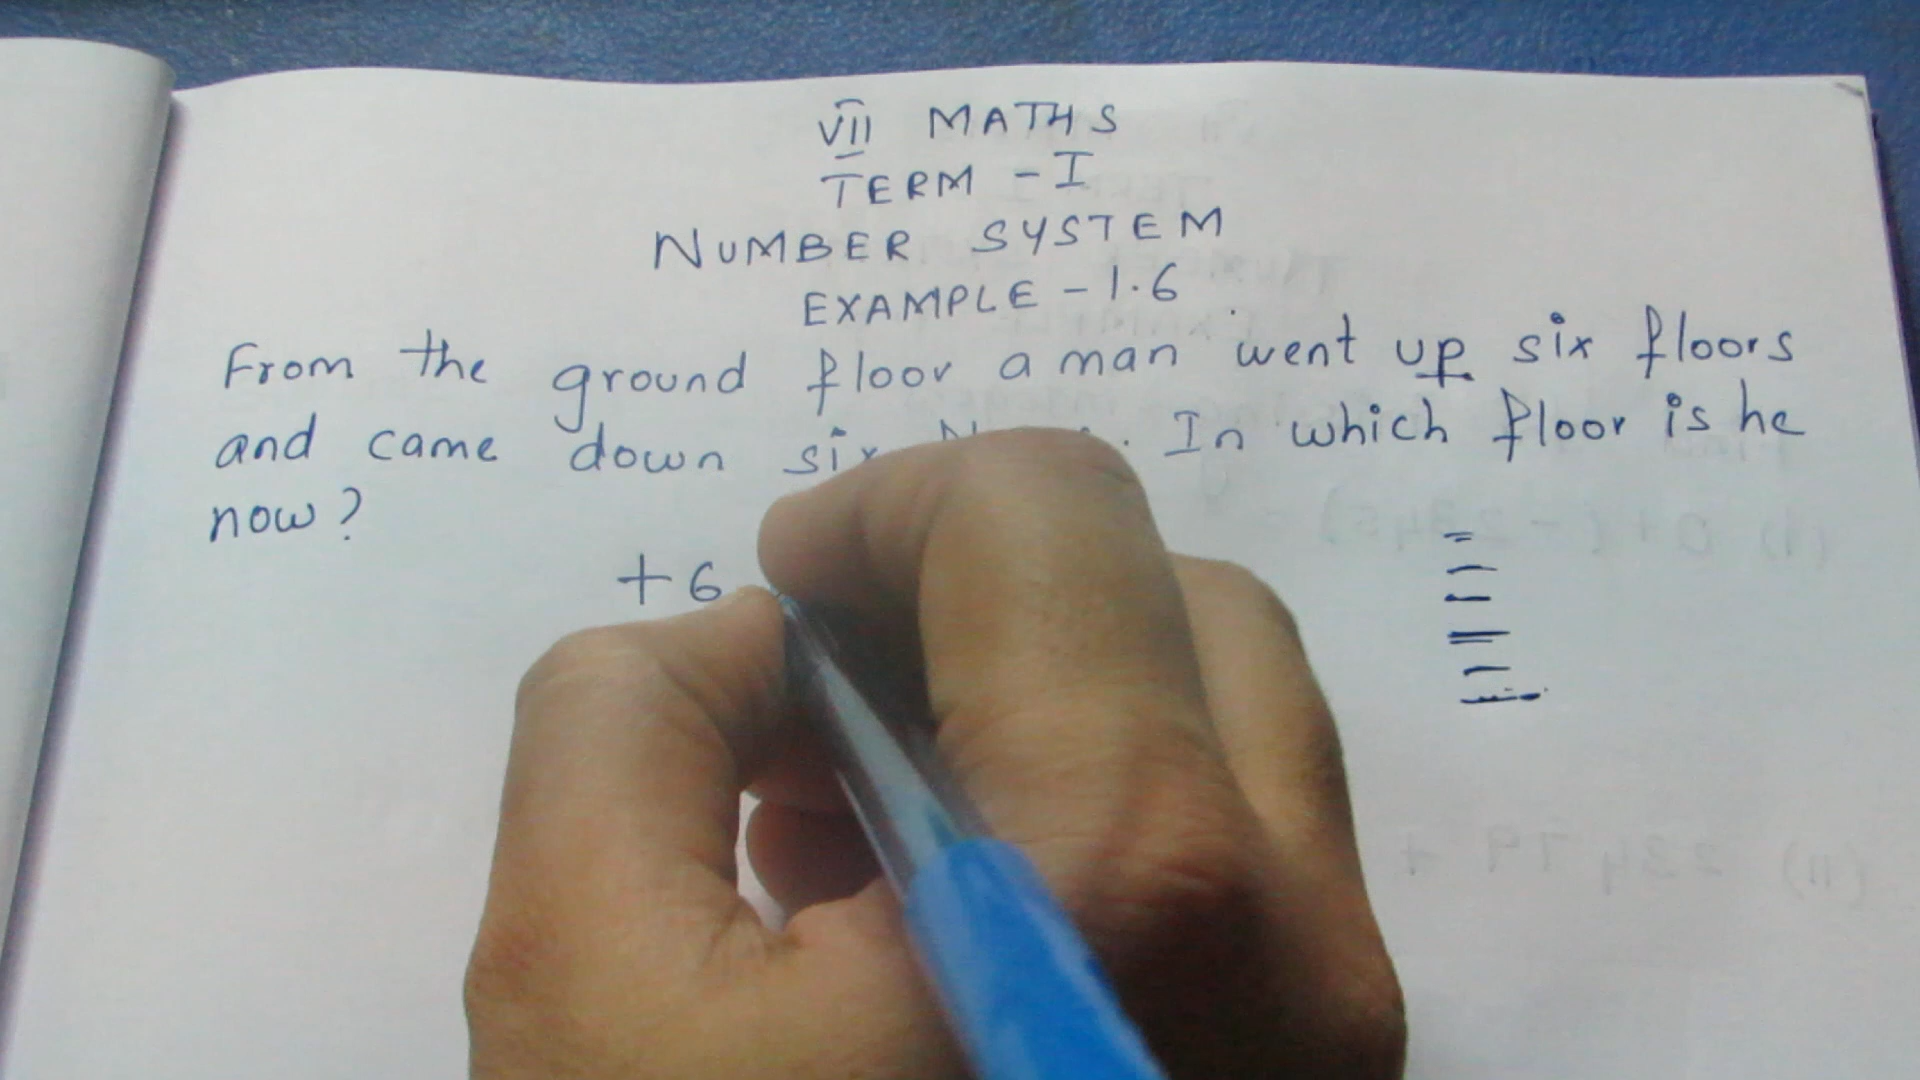 VII MATHS
TERM - I
NUMBER SYSTEM
EXAMPLE - 1.6
From the ground floor a man went up six floors
and came down six . In which floor is he
now?
+6